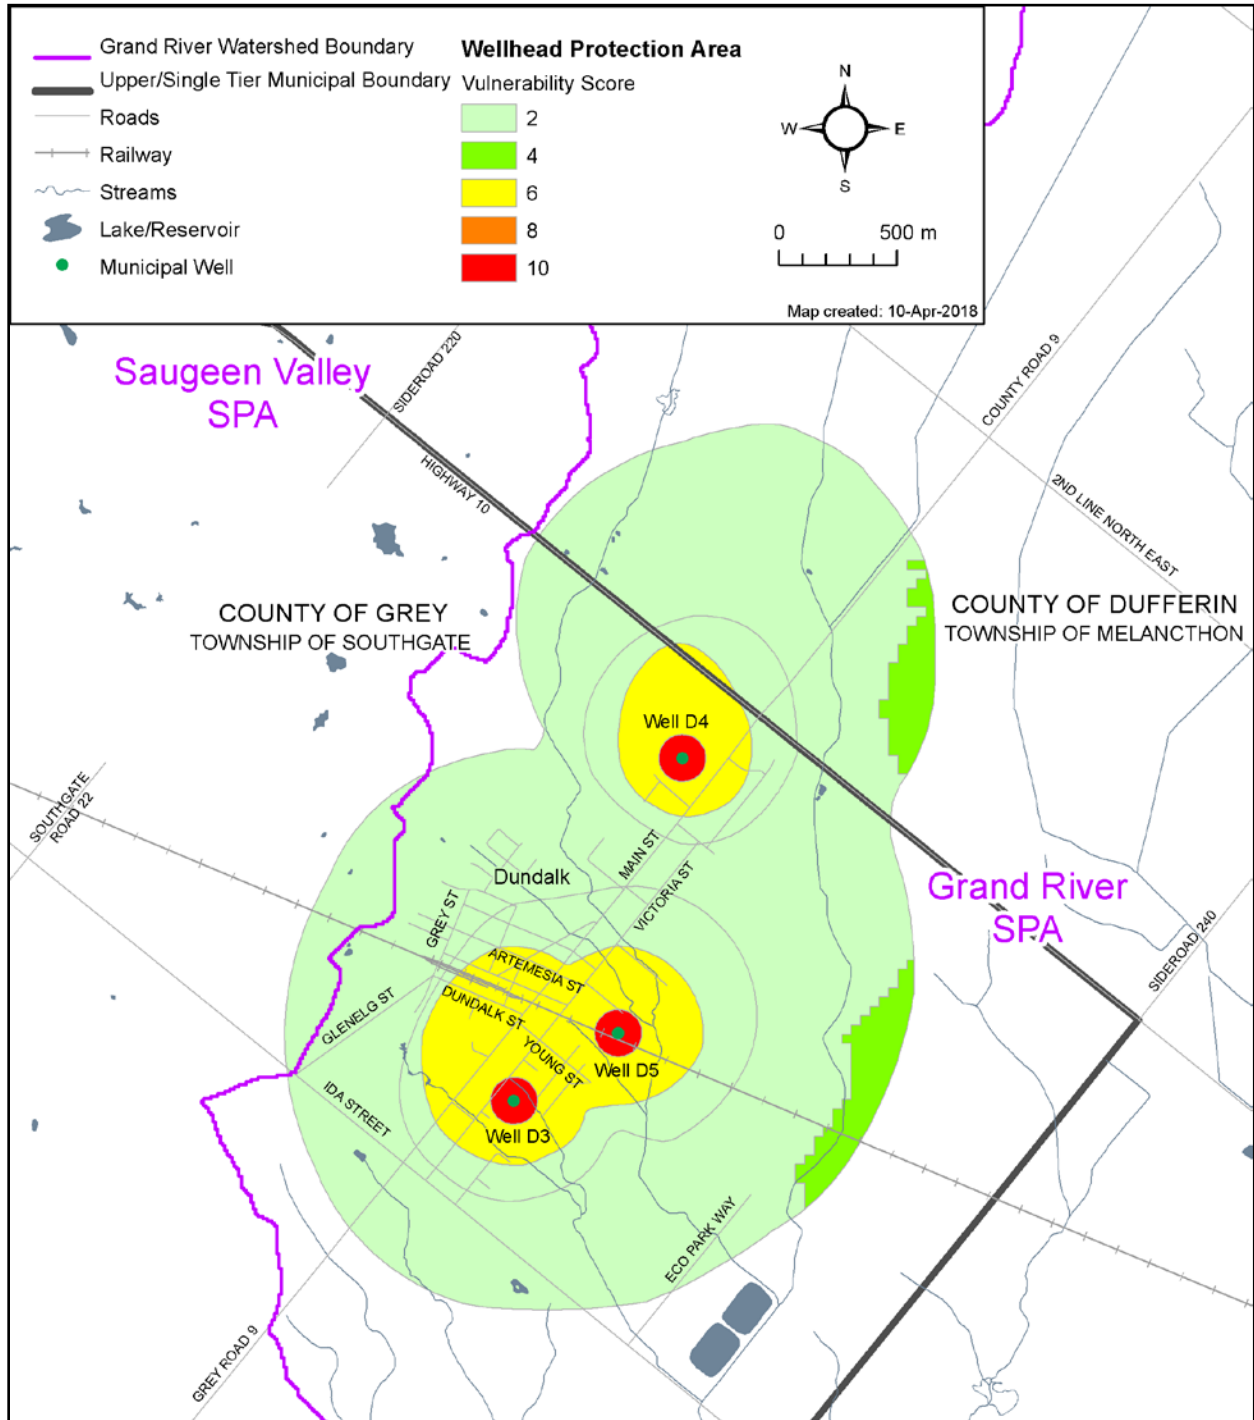 Grand River Watershed Boundary
Upper/Single Tier Municipal Boundary
Roads
Railway
Streams
Lake/Reservoir
Municipal Well
Wellhead Protection Area
Vulnerability Score
2
4
6
8
10
N
W E
S
0 500 m
Map created: 10-Apr-2018
Saugeen Valley
SPA
SIDEROAD 220
HIGHWAY 10
COUNTY ROAD 9
2ND LINE NORTH EAST
COUNTY OF GREY
TOWNSHIP OF SOUTHGATE
COUNTY OF DUFFERIN
TOWNSHIP OF MELANCTHON
Well D4
SOUTHGATE
ROAD 22
MAIN ST
VICTORIA ST
Dundalk
GREY ST
Grand River
SPA
SIDEROAD 240
ARTEMESIA ST
DUNDALK ST
GLENELG ST
YOUNG ST
Well D5
IDA STREET
Well D3
ECO PARK WAY
GREY ROAD 9